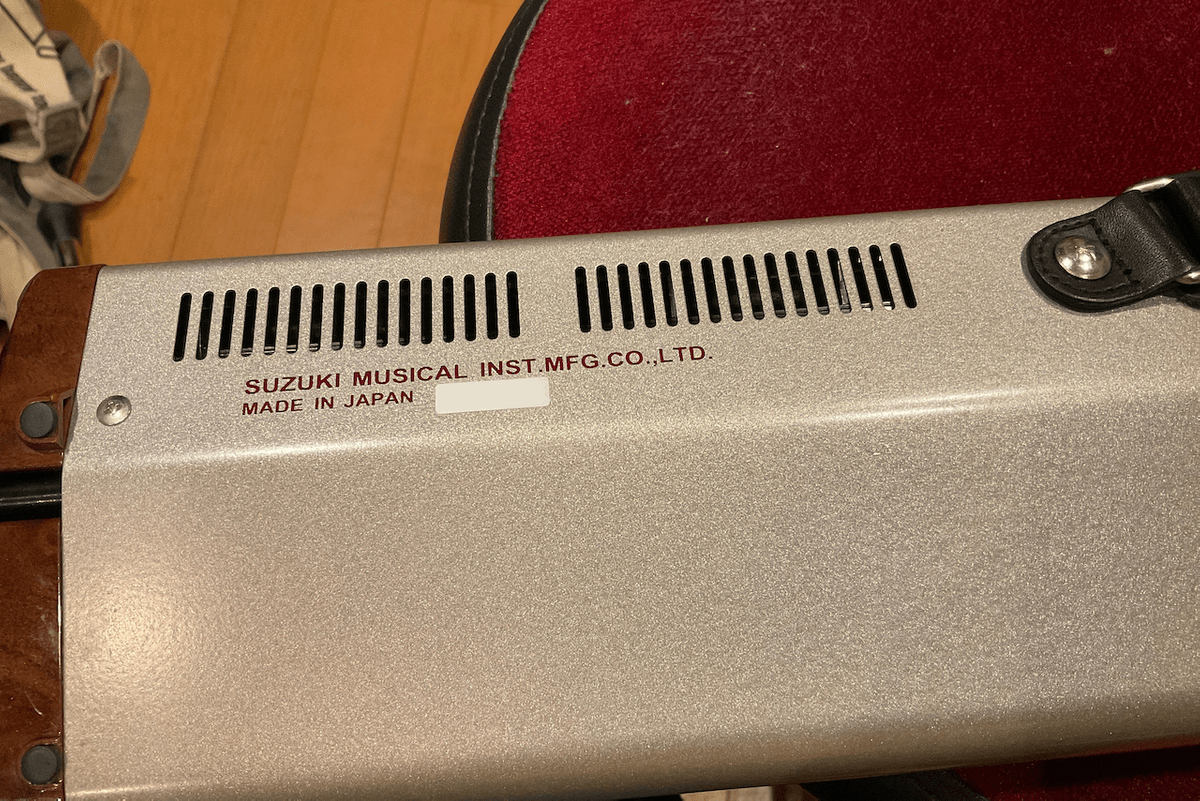 SUZUKI MUSICAL INST.MFG.CO.,LTD.
MADE IN JAPAN